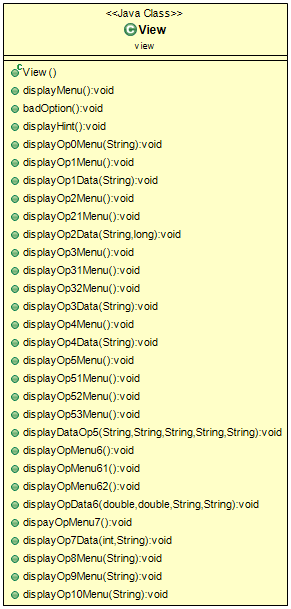 <<Java Class>>
C View
view
C View()
displayMenu():void
badOption():void
displayHint():void
displayOp0Menu(String):void
displayOp1Menu():void
displayOp1Data(String):void
displayOp2Menu():void
displayOp21Menu():void
displayOp2Data(String,long):void
displayOp3Menu():void
displayOp31Menu():void
displayOp32Menu():void
displayOp3Data(String):void
displayOp4Menu():void
displayOp4Data(String):void
displayOp5Menu():void
displayOp51Menu():void
displayOp52Menu():void
displayOp53Menu():void
displayDataOp5(String,String,String,String,String):void
displayOpMenu6():void
displayOpMenu61():void
displayOpMenu62():void
displayOpData6(double,double,String,String):void
dispayOpMenu7():void
displayOp7Data(int,String):void
displayOp8Menu(String):void
displayOp9Menu(String):void
displayOp10Menu(String):void